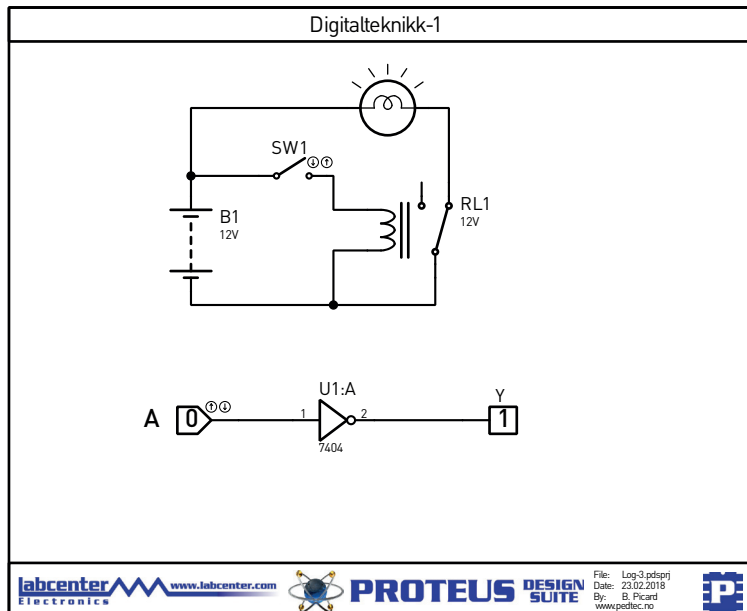 Digitalteknikk-1
SW1
B1
12V
RL1
12V
U1:A
Y
A
0
1
2
1
7404
labcenter
Electronics
www.labcenter.com
PROTEUS DESIGN SUITE
File: Log-3.pdsprj
Date: 23.02.2018
By: B. Picard
www.pedtec.no
P